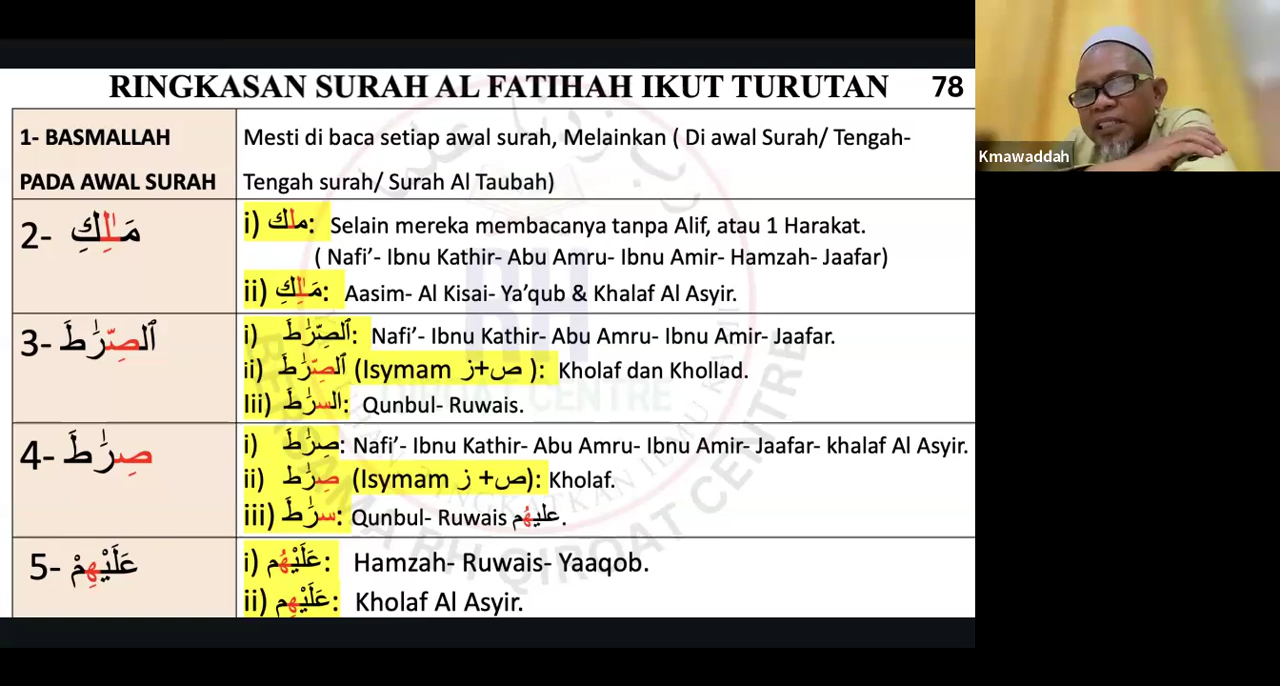 RINGKASAN SURAH AL FATIHAH IKUT TURUTAN 78
1- BASMALLAH
PADA AWAL SURAH
Mesti di baca setiap awal surah, Melainkan ( Di awal Surah/ Tengah-
Tengah surah/ Surah Al Taubah)
2- مَـٰلِكِ
i) ملك: Selain mereka membacanya tanpa Alif, atau 1 Harakat.
( Nafi’- Ibnu Kathir- Abu Amru- Ibnu Amir- Hamzah- Jaafar)
ii) مَـٰلِكِ: Aasim- Al Kisai- Ya’qub & Khalaf Al Asyir.
3- ٱلصِّرَٰطَ
i) ٱلصِّرَٰطَ: Nafi’- Ibnu Kathir- Abu Amru- Ibnu Amir- Jaafar.
ii) ٱلصِّرَٰطَ (Isymam ص+ز ): Kholaf dan Khollad.
Iii) السرَٰطَ: Qunbul- Ruwais.
4- صِرَٰطَ
i) صِرَٰطَ: Nafi’- Ibnu Kathir- Abu Amru- Ibnu Amir- Jaafar- khalaf Al Asyir.
ii) صِرَٰط (Isymam ص+ ز): Kholaf.
iii) سرَٰطَ: Qunbul- Ruwais عليهُم.
5- عَلَيْهِمْ
i) عَلَيْهُم: Hamzah- Ruwais- Yaaqob.
ii) عَلَيْهِم: Kholaf Al Asyir.
Kmawaddah